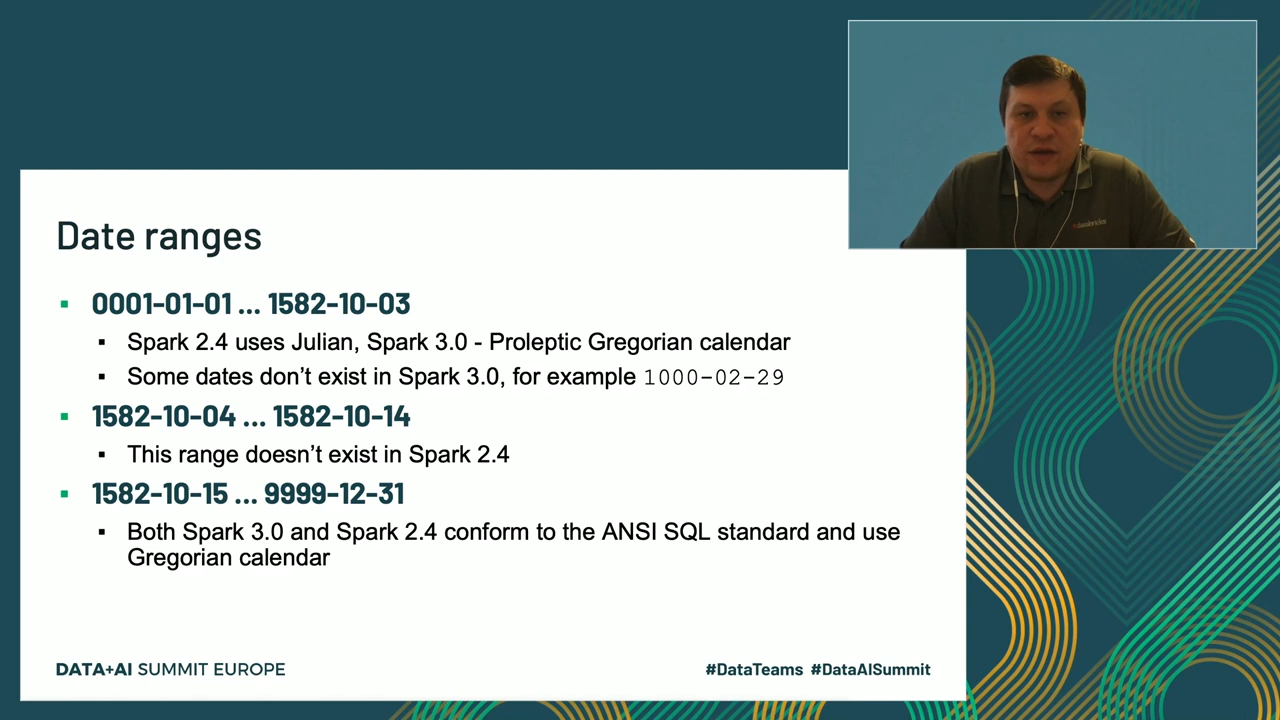 Date ranges
0001-01-01 ... 1582-10-03
Spark 2.4 uses Julian, Spark 3.0 - Proleptic Gregorian calendar
Some dates don't exist in Spark 3.0, for example 1000-02-29
1582-10-04 ... 1582-10-14
This range doesn't exist in Spark 2.4
1582-10-15 ... 9999-12-31
Both Spark 3.0 and Spark 2.4 conform to the ANSI SQL standard and use
Gregorian calendar
DATA+AI SUMMIT EUROPE
#DataTeams #DataAISummit
databricks